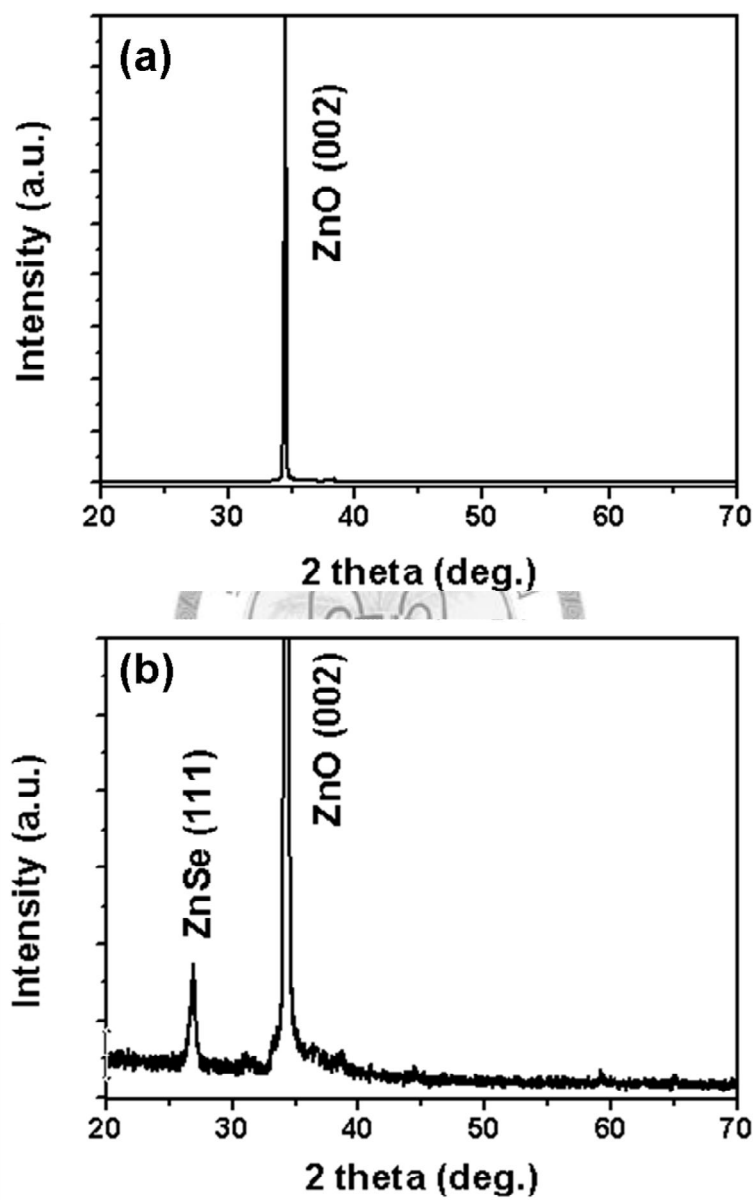 (a)
ZnO (002)
Intensity (a.u.)
20 30 40 50 60 70
2 theta (deg.)
(b)
ZnSe (111)
ZnO (002)
Intensity (a.u.)
20 30 40 50 60 70
2 theta (deg.)